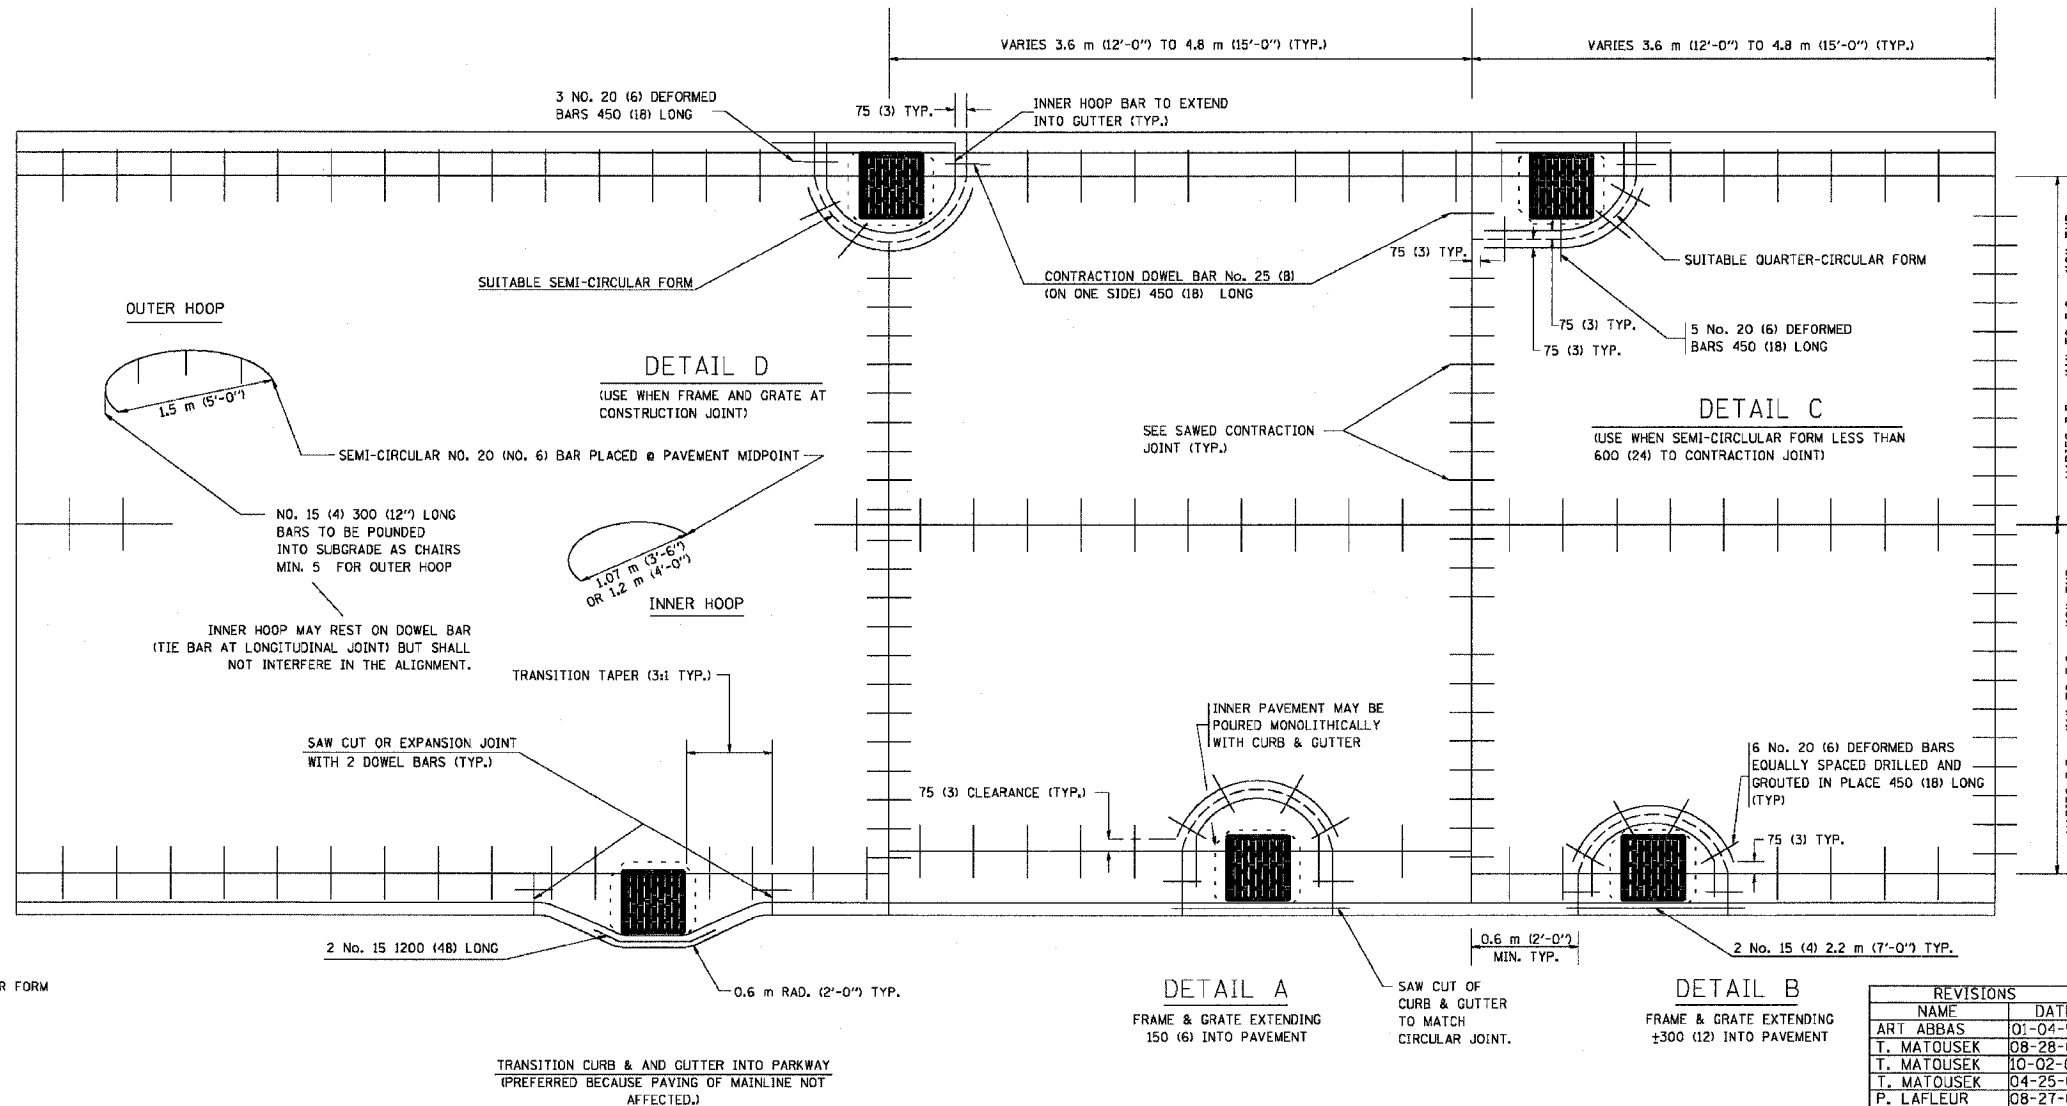 VARIES 3.6 m (12'-0") TO 4.8 m (15'-0") (TYP.)
VARIES 3.6 m (12'-0") TO 4.8 m (15'-0") (TYP.)
3 NO. 20 (6) DEFORMED
BARS 450 (18) LONG
75 (3) TYP.
INNER HOOP BAR TO EXTEND
INTO GUTTER (TYP.)
SUITABLE SEMI-CIRCULAR FORM
CONTRACTION DOWEL BAR No. 25 (8)
(ON ONE SIDE) 450 (18) LONG
75 (3) TYP.
SUITABLE QUARTER-CIRCULAR FORM
75 (3) TYP.
75 (3) TYP.
5 No. 20 (6) DEFORMED
BARS 450 (18) LONG
OUTER HOOP
1.5 m (5'-0")
DETAIL D
(USE WHEN FRAME AND GRATE AT
CONSTRUCTION JOINT)
SEE SAWED CONTRACTION
JOINT (TYP.)
DETAIL C
(USE WHEN SEMI-CIRCLULAR FORM LESS THAN
600 (24) TO CONTRACTION JOINT)
SEMI-CIRCULAR NO. 20 (NO. 6) BAR PLACED @ PAVEMENT MIDPOINT
NO. 15 (4) 300 (12") LONG
BARS TO BE POUNDED
INTO SUBGRADE AS CHAIRS
MIN. 5 FOR OUTER HOOP
1.07 m (3'-6")
OR 1.2 m (4'-0")
INNER HOOP
INNER HOOP MAY REST ON DOWEL BAR
(TIE BAR AT LONGITUDINAL JOINT) BUT SHALL
NOT INTERFERE IN THE ALIGNMENT.
TRANSITION TAPER (3:1 TYP.)
SAW CUT OR EXPANSION JOINT
WITH 2 DOWEL BARS (TYP.)
INNER PAVEMENT MAY BE
POURED MONOLITHICALLY
WITH CURB & GUTTER
75 (3) CLEARANCE (TYP.)
6 No. 20 (6) DEFORMED BARS
EQUALLY SPACED DRILLED AND
GROUTED IN PLACE 450 (18) LONG
(TYP)
75 (3) TYP.
2 No. 15 1200 (48) LONG
0.6 m RAD. (2'-0") TYP.
0.6 m (2'-0")
MIN. TYP.
2 No. 15 (4) 2.2 m (7'-0") TYP.
R FORM
DETAIL A
FRAME & GRATE EXTENDING
150 (6) INTO PAVEMENT
SAW CUT OF
CURB & GUTTER
TO MATCH
CIRCULAR JOINT.
DETAIL B
FRAME & GRATE EXTENDING
±300 (12) INTO PAVEMENT
TRANSITION CURB & AND GUTTER INTO PARKWAY
(PREFERRED BECAUSE PAVING OF MAINLINE NOT
AFFECTED.)
REVISIONS
NAME DAT
ART ABBAS 01-04-
T. MATOUSEK 08-28-
T. MATOUSEK 10-02-
T. MATOUSEK 04-25-
P. LAFLEUR 08-27-